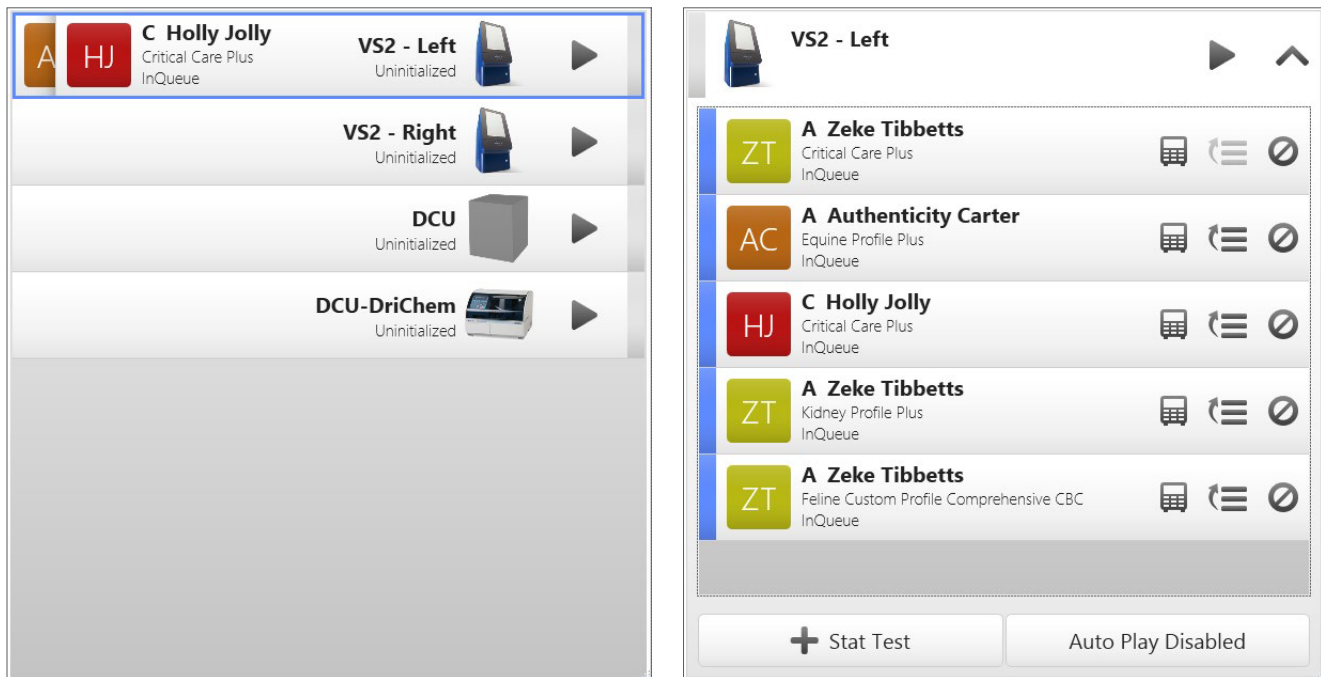 A
HJ
C Holly Jolly
Critical Care Plus
InQueue
VS2 - Left
Uninitialized
VS2 - Right
Uninitialized
DCU
Uninitialized
DCU-DriChem
Uninitialized
VS2 - Left
ZT
A Zeke Tibbetts
Critical Care Plus
InQueue
AC
A Authenticity Carter
Equine Profile Plus
InQueue
HJ
C Holly Jolly
Critical Care Plus
InQueue
ZT
A Zeke Tibbetts
Kidney Profile Plus
InQueue
ZT
A Zeke Tibbetts
Feline Custom Profile Comprehensive CBC
InQueue
Stat Test
Auto Play Disabled